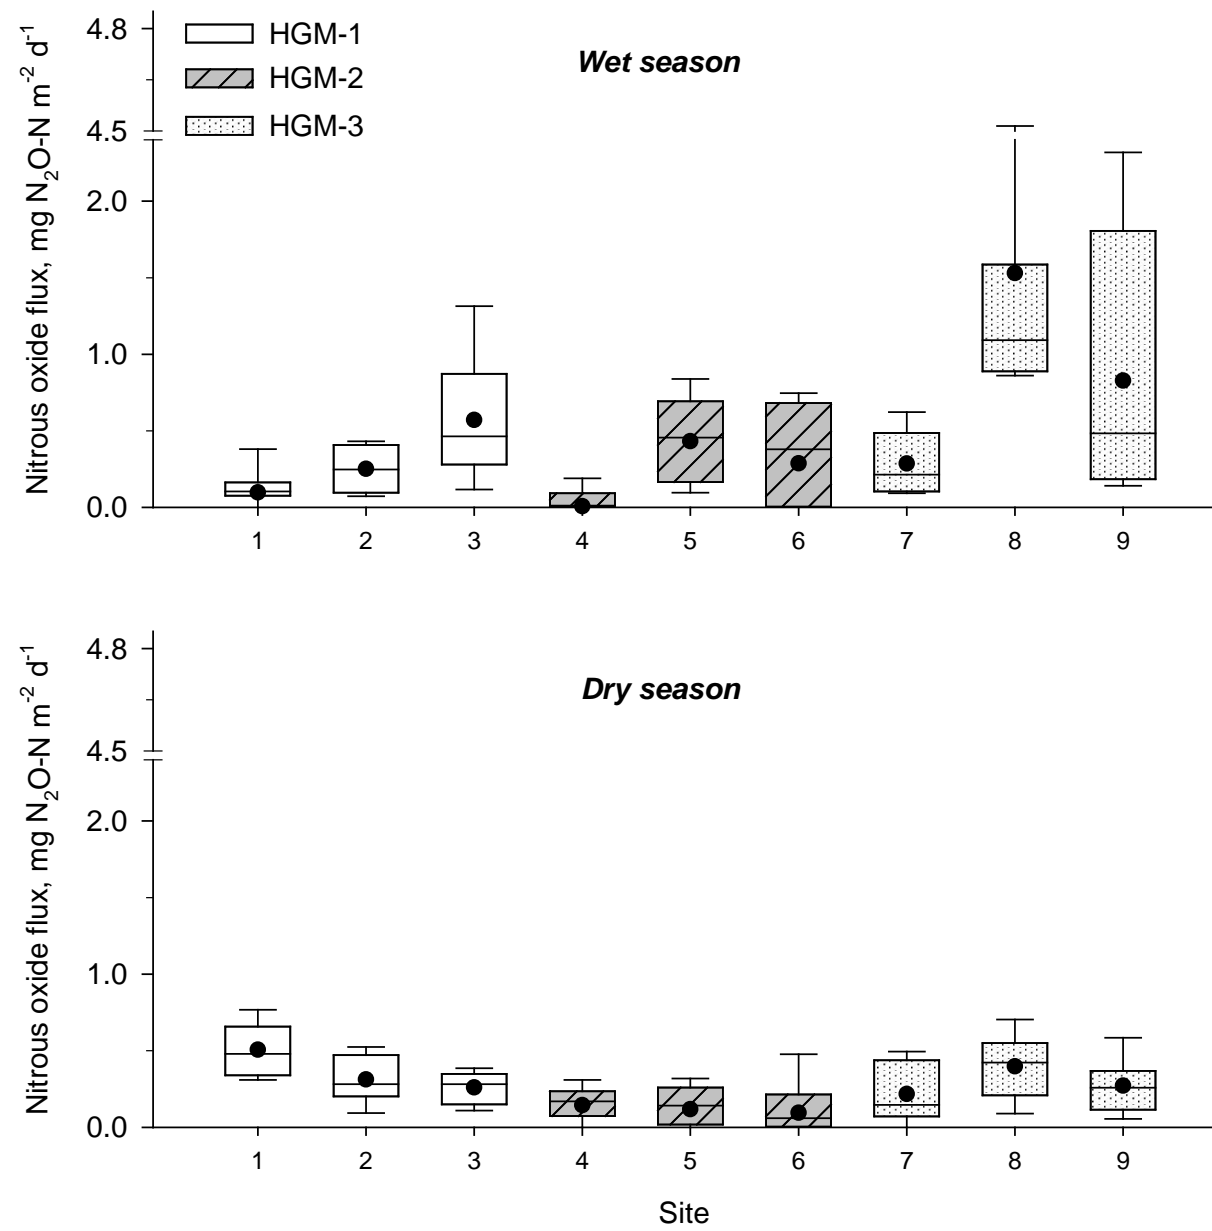 4.8
4.5
2.0
1.0
0.0
Nitrous oxide flux, mg N₂O-N m⁻² d⁻¹
HGM-1
HGM-2
HGM-3
Wet season
1 2 3 4 5 6 7 8 9
4.8
4.5
2.0
1.0
0.0
Nitrous oxide flux, mg N₂O-N m⁻² d⁻¹
Dry season
1 2 3 4 5 6 7 8 9
Site